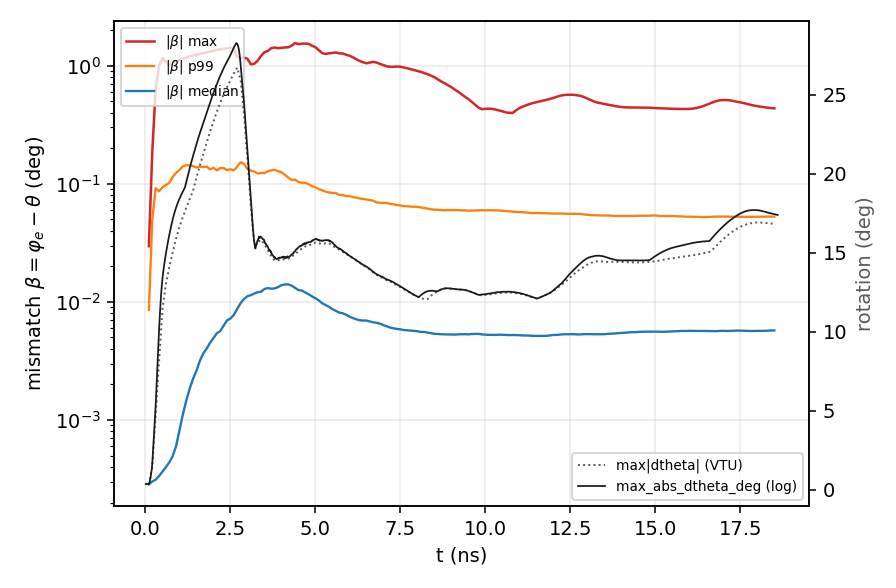 |β| max
|β| p99
|β| median
10⁰
10⁻¹
10⁻²
10⁻³
mismatch β = φₑ − θ (deg)
25
20
15
10
5
0
rotation (deg)
max|dtheta| (VTU)
max_abs_dtheta_deg (log)
0.0 2.5 5.0 7.5 10.0 12.5 15.0 17.5
t (ns)